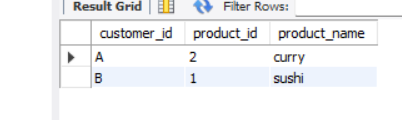 Result Grid Filter Rows:
customer_id product_id product_name
A 2 curry
B 1 sushi